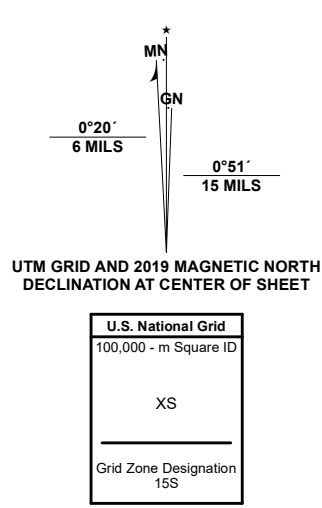 ★
MN
GN
0°20´
6 MILS
0°51´
15 MILS
UTM GRID AND 2019 MAGNETIC NORTH
DECLINATION AT CENTER OF SHEET
U.S. National Grid
100,000 - m Square ID
XS
Grid Zone Designation
15S